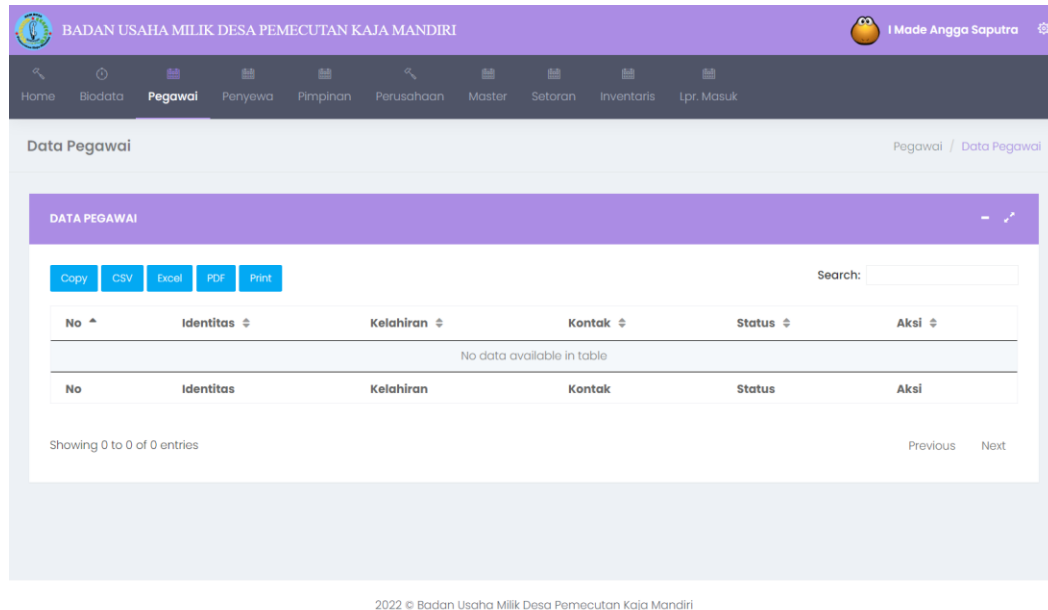 BADAN USAHA MILIK DESA PEMECUTAN KAJA MANDIRI I Made Angga Saputra
Home Biodata Pegawai Penyewa Pimpinan Perusahaan Master Setoran Inventaris Lpr. Masuk
Data Pegawai Pegawai / Data Pegawai
DATA PEGAWAI
Copy CSV Excel PDF Print Search:
No Identitas Kelahiran Kontak Status Aksi
No data available in table
No Identitas Kelahiran Kontak Status Aksi
Showing 0 to 0 of 0 entries Previous Next
2022 © Badan Usaha Milik Desa Pemecutan Kaja Mandiri